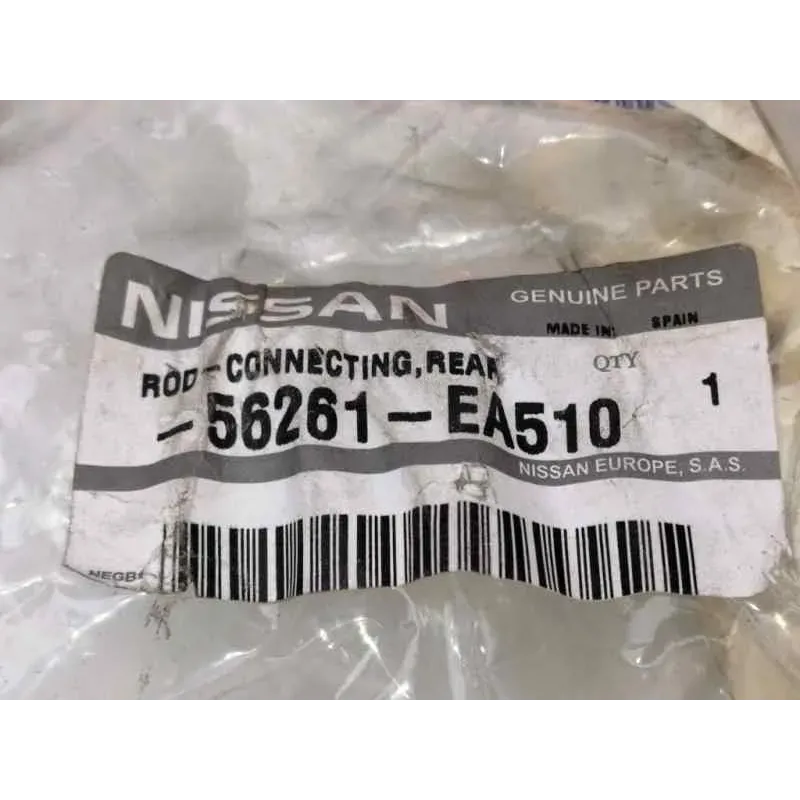 NISSAN GENUINE PARTS
MADE IN: SPAIN
ROD-CONNECTING,REAR QTY
-56261-EA510 1
NISSAN EUROPE, S.A.S.